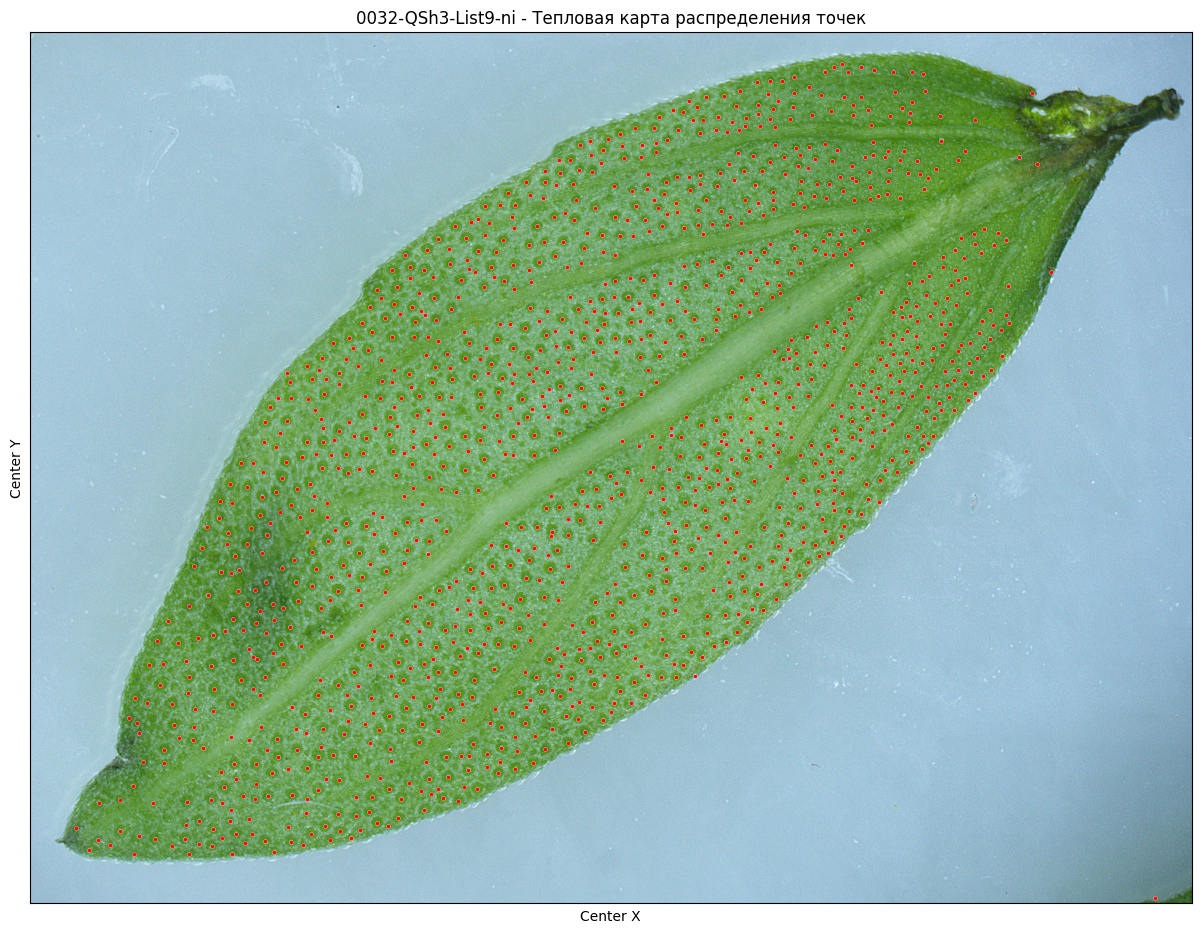 0032-QSh3-List9-ni - Тепловая карта распределения точек
Center Y
Center X